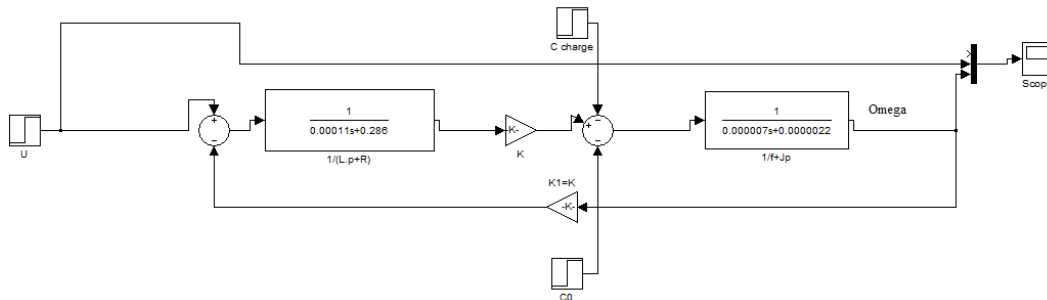 C charge
Scop
Omega
+
−
1
0.00011s+0.286
1/(L.p+R)
-K-
K
+
−
−
1
0.000007s+0.0000022
1/f+Jp
U
K1=K
-K-
C0